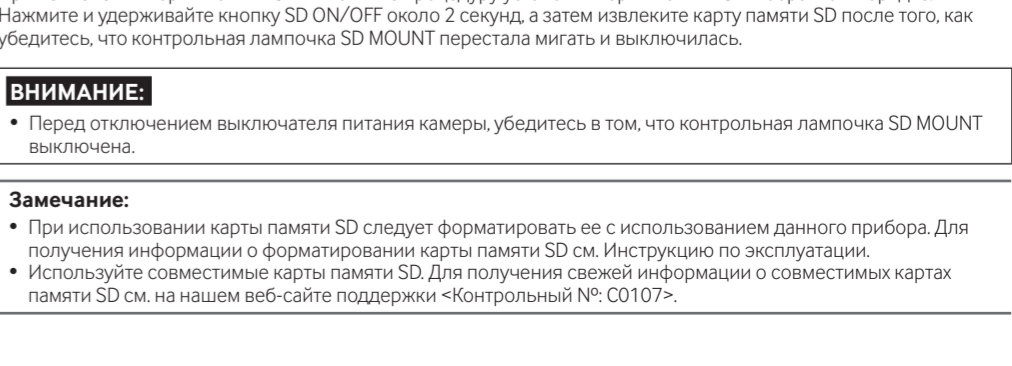 Нажмите и удерживайте кнопку SD ON/OFF около 2 секунд, а затем извлеките карту памяти SD после того, как
убедитесь, что контрольная лампочка SD MOUNT перестала мигать и выключилась.
ВНИМАНИЕ:
• Перед отключением выключателя питания камеры, убедитесь в том, что контрольная лампочка SD MOUNT
выключена.
Замечание:
• При использовании карты памяти SD следует форматировать ее с использованием данного прибора. Для
получения информации о форматировании карты памяти SD см. Инструкцию по эксплуатации.
• Используйте совместимые карты памяти SD. Для получения свежей информации о совместимых картах
памяти SD см. на нашем веб-сайте поддержки <Контрольный №: C0107>.